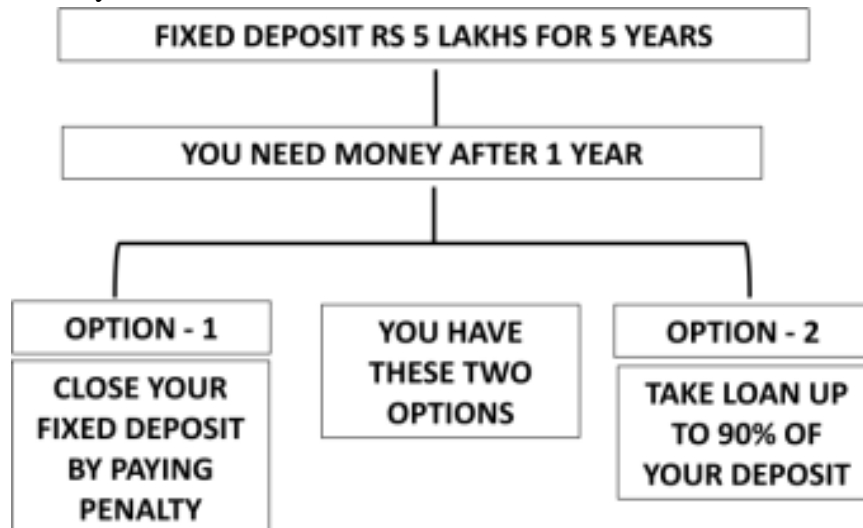 FIXED DEPOSIT RS 5 LAKHS FOR 5 YEARS
YOU NEED MONEY AFTER 1 YEAR
OPTION - 1
CLOSE YOUR
FIXED DEPOSIT
BY PAYING
PENALTY
YOU HAVE
THESE TWO
OPTIONS
OPTION - 2
TAKE LOAN UP
TO 90% OF
YOUR DEPOSIT